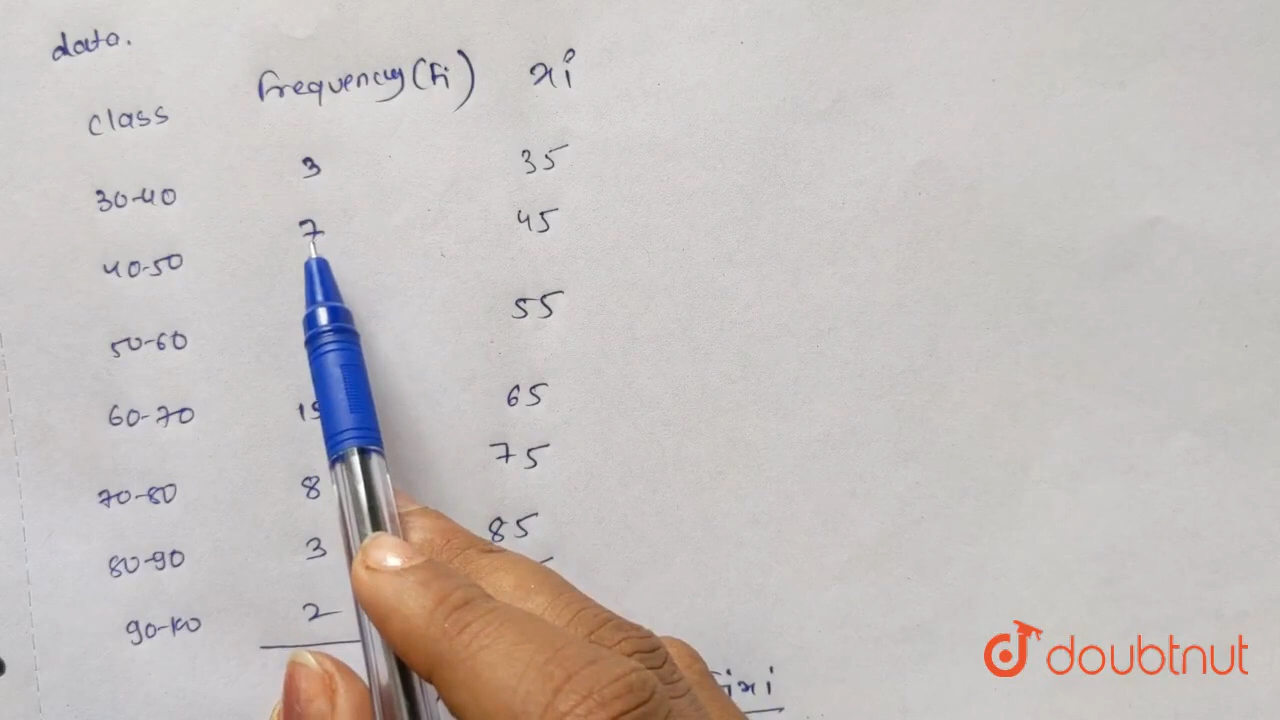 data.
class Frequency (fi) xi
30-40 3 35
40-50 7 45
50-60 55
60-70 65
70-80 8 75
80-90 3 85
90-100 2
doubtnut